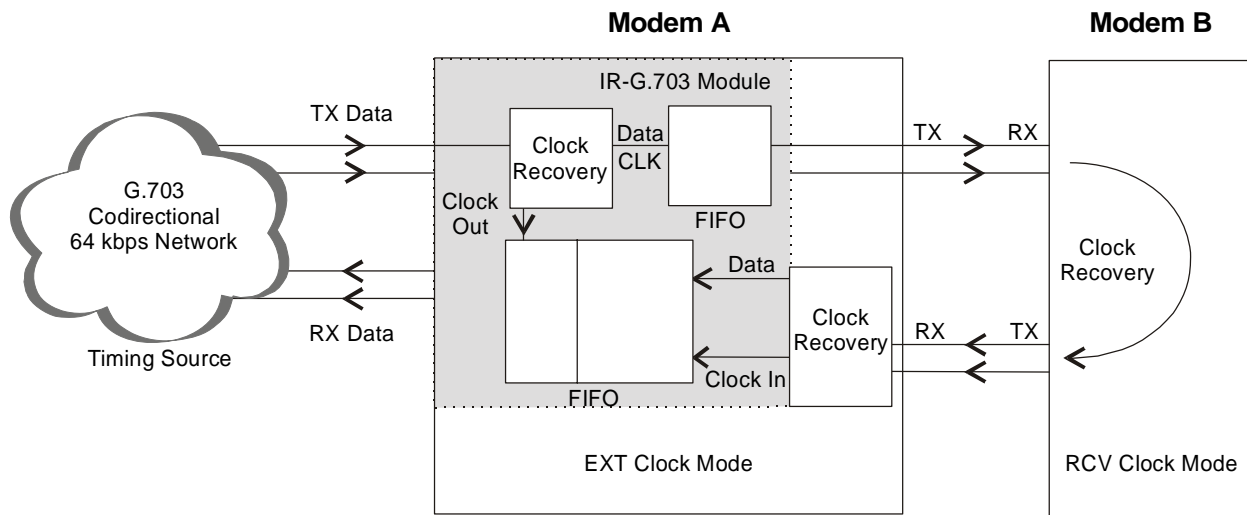 Modem A
Modem B
IR-G.703 Module
TX Data
Clock
Recovery
Data
CLK
TX
RX
G.703
Codirectional
64 kbps Network
Clock
Out
FIFO
Data
Clock
Recovery
Clock
Recovery
RX
TX
RX Data
Timing Source
Clock In
FIFO
EXT Clock Mode
RCV Clock Mode